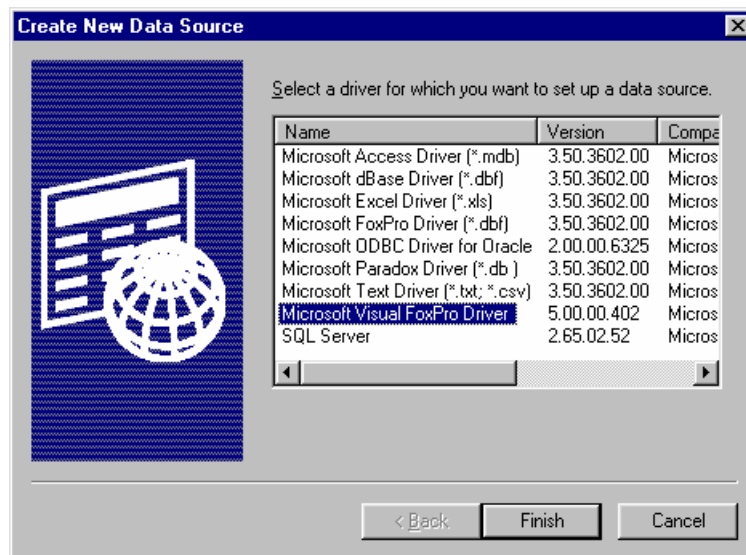 Create New Data Source
Select a driver for which you want to set up a data source.
Name Version Compa
Microsoft Access Driver (*.mdb) 3.50.3602.00 Micros
Microsoft dBase Driver (*.dbf) 3.50.3602.00 Micros
Microsoft Excel Driver (*.xls) 3.50.3602.00 Micros
Microsoft FoxPro Driver (*.dbf) 3.50.3602.00 Micros
Microsoft ODBC Driver for Oracle 2.00.00.6325 Micros
Microsoft Paradox Driver (*.db ) 3.50.3602.00 Micros
Microsoft Text Driver (*.txt; *.csv) 3.50.3602.00 Micros
Microsoft Visual FoxPro Driver 5.00.00.402 Micros
SQL Server 2.65.02.52 Micros
< Back Finish Cancel